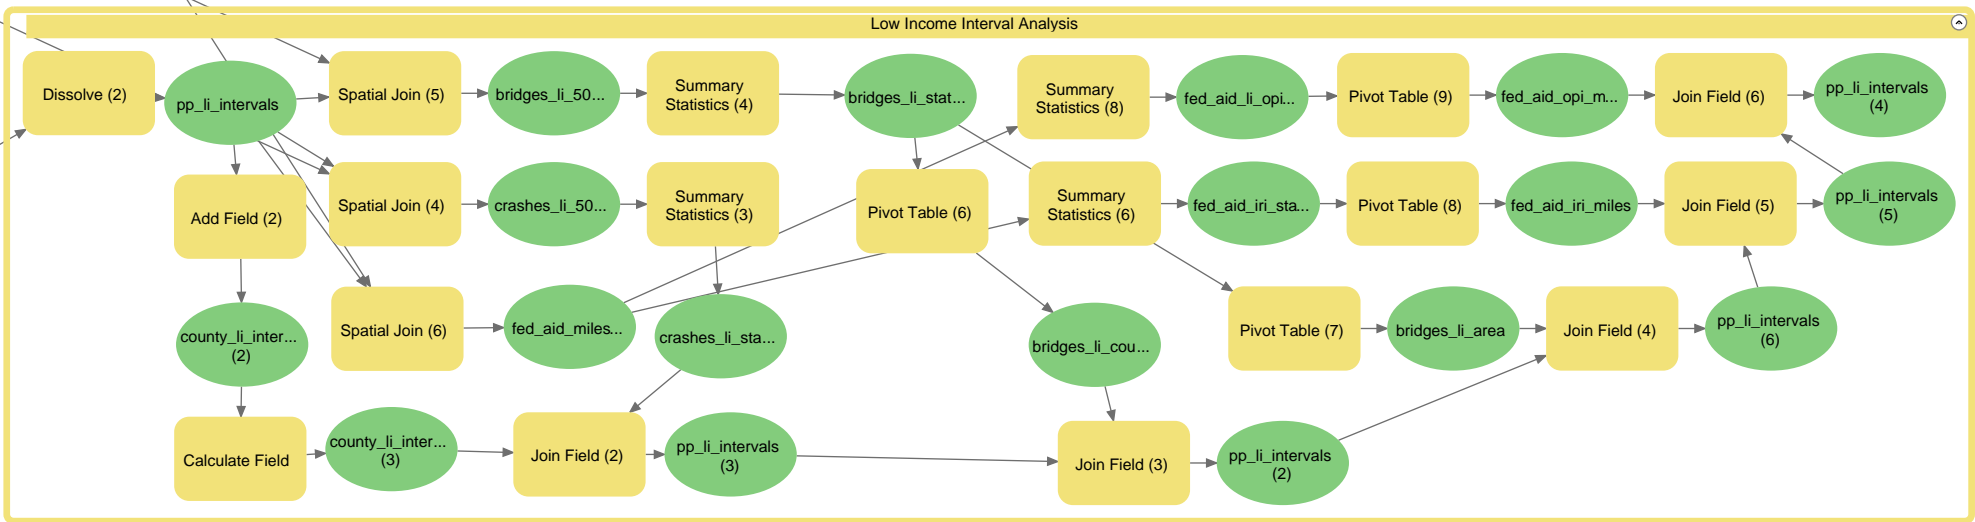 Low Income Interval Analysis
Dissolve (2)
pp_li_intervals
Spatial Join (5)
bridges_li_50...
Summary
Statistics (4)
bridges_li_stat...
Summary
Statistics (8)
fed_aid_li_opi...
Pivot Table (9)
fed_aid_opi_m...
Join Field (6)
pp_li_intervals
(4)
Add Field (2)
Spatial Join (4)
crashes_li_50...
Summary
Statistics (3)
Pivot Table (6)
Summary
Statistics (6)
fed_aid_iri_sta...
Pivot Table (8)
fed_aid_iri_miles
Join Field (5)
pp_li_intervals
(5)
county_li_inter...
(2)
Spatial Join (6)
fed_aid_miles...
crashes_li_sta...
bridges_li_cou...
Pivot Table (7)
bridges_li_area
Join Field (4)
pp_li_intervals
(6)
Calculate Field
county_li_inter...
(3)
Join Field (2)
pp_li_intervals
(3)
Join Field (3)
pp_li_intervals
(2)